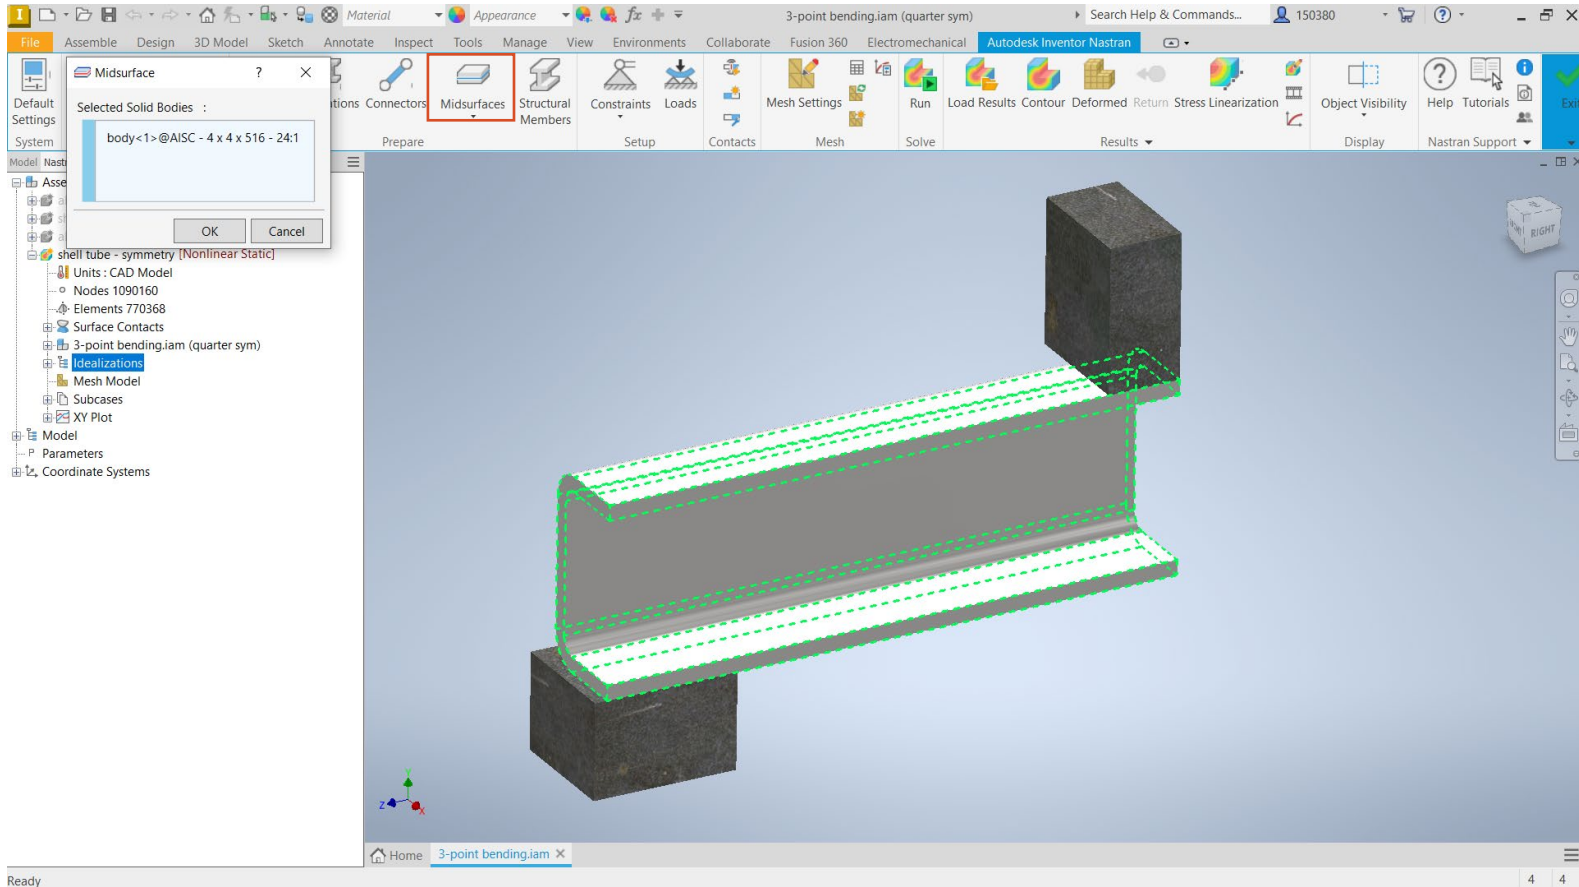 I Material Appearance fx 3-point bending.iam (quarter sym) Search Help & Commands... 150380 ?
File Assemble Design 3D Model Sketch Annotate Inspect Tools Manage View Environments Collaborate Fusion 360 Electromechanical Autodesk Inventor Nastran
Midsurface ? ×
Selected Solid Bodies :
body<1>@AISC - 4 x 4 x 516 - 24:1
OK Cancel
Default Settings
Connectors Midsurfaces Structural Members
Constraints Loads
Mesh Settings
Run Load Results Contour Deformed Return Stress Linearization
Object Visibility
Help Tutorials
System Prepare Setup Contacts Mesh Solve Results Display Nastran Support
Model
shell tube - symmetry [Nonlinear Static]
Units : CAD Model
Nodes 1090160
Elements 770368
Surface Contacts
3-point bending.iam (quarter sym)
Idealizations
Mesh Model
Subcases
XY Plot
Model
P Parameters
Coordinate Systems
RIGHT
Y
Z X
Home 3-point bending.iam ×
Ready 4 4